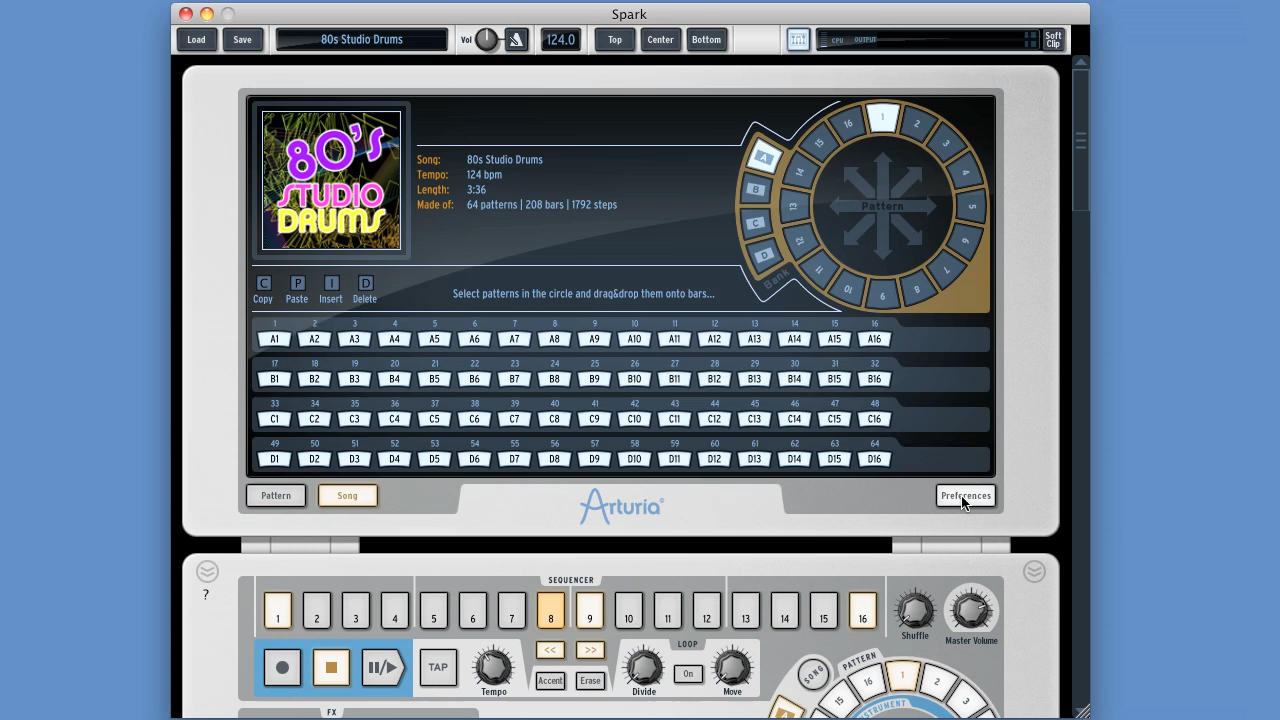 Spark
Load Save 80s Studio Drums Vol 124.0 Top Center Bottom CPU OUTPUT Soft Clip
80's
STUDIO
DRUMS
Song: 80s Studio Drums
Tempo: 124 bpm
Length: 3:36
Made of: 64 patterns | 208 bars | 1792 steps
A B C D Bank
1 2 3 4 5 6 7 8 9 10 11 12 13 14 15 16
Pattern
C P I D
Copy Paste Insert Delete
Select patterns in the circle and drag&drop them onto bars...
1 2 3 4 5 6 7 8 9 10 11 12 13 14 15 16
A1 A2 A3 A4 A5 A6 A7 A8 A9 A10 A11 A12 A13 A14 A15 A16
17 18 19 20 21 22 23 24 25 26 27 28 29 30 31 32
B1 B2 B3 B4 B5 B6 B7 B8 B9 B10 B11 B12 B13 B14 B15 B16
33 34 35 36 37 38 39 40 41 42 43 44 45 46 47 48
C1 C2 C3 C4 C5 C6 C7 C8 C9 C10 C11 C12 C13 C14 C15 C16
49 50 51 52 53 54 55 56 57 58 59 60 61 62 63 64
D1 D2 D3 D4 D5 D6 D7 D8 D9 D10 D11 D12 D13 D14 D15 D16
Pattern Song Arturia® Preferences
SEQUENCER
?
1 2 3 4 5 6 7 8 9 10 11 12 13 14 15 16
Shuffle Master Volume
TAP Tempo << >> Accent Erase
LOOP
Divide On Move
SONG PATTERN
15 16 1 2 3
INSTRUMENT
A
FX